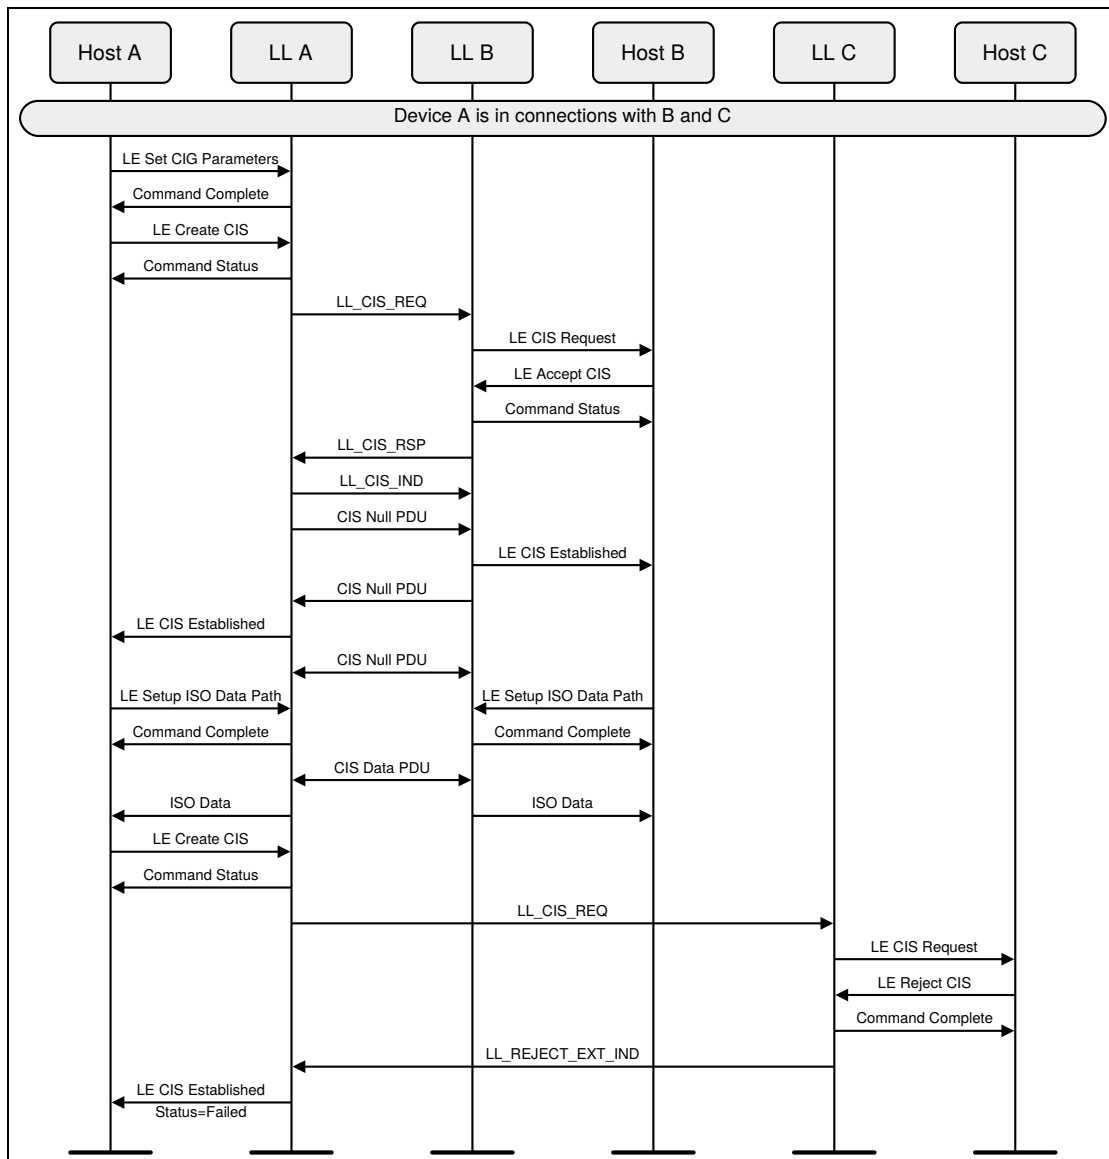 Host A LL A LL B Host B LL C Host C
Device A is in connections with B and C
LE Set CIG Parameters
Command Complete
LE Create CIS
Command Status
LL_CIS_REQ
LE CIS Request
LE Accept CIS
Command Status
LL_CIS_RSP
LL_CIS_IND
CIS Null PDU
LE CIS Established
CIS Null PDU
LE CIS Established
CIS Null PDU
LE Setup ISO Data Path LE Setup ISO Data Path
Command Complete Command Complete
CIS Data PDU
ISO Data ISO Data
LE Create CIS
Command Status
LL_CIS_REQ
LE CIS Request
LE Reject CIS
Command Complete
LL_REJECT_EXT_IND
LE CIS Established
Status=Failed